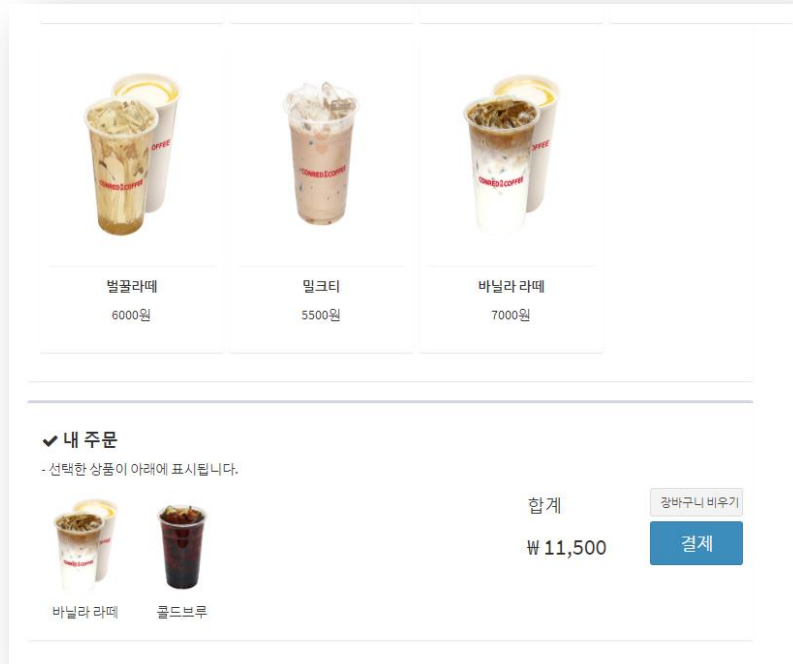 벌꿀라떼
6000원
밀크티
5500원
바닐라 라떼
7000원
내 주문
- 선택한 상품이 아래에 표시됩니다.
바닐라 라떼
콜드브루
합계
₩ 11,500
장바구니 비우기
결제